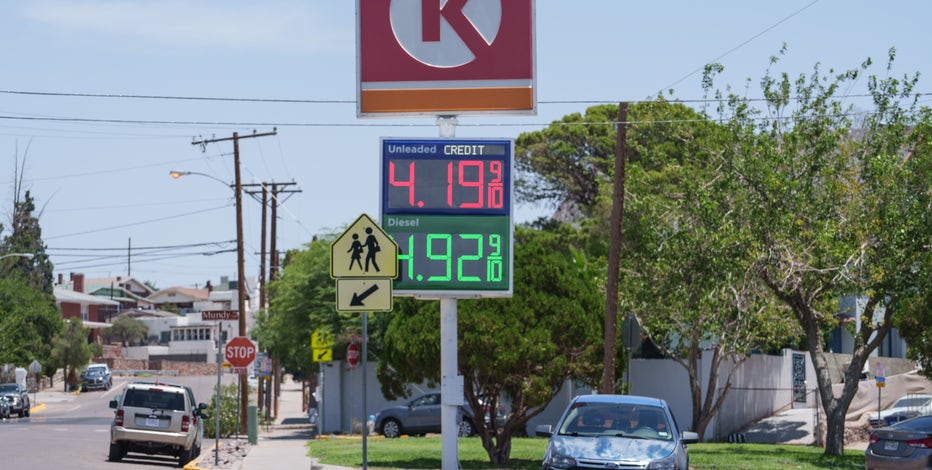 K
Unleaded CREDIT
4.19 9/10
Diesel
4.92 9/10
Mundy
STOP